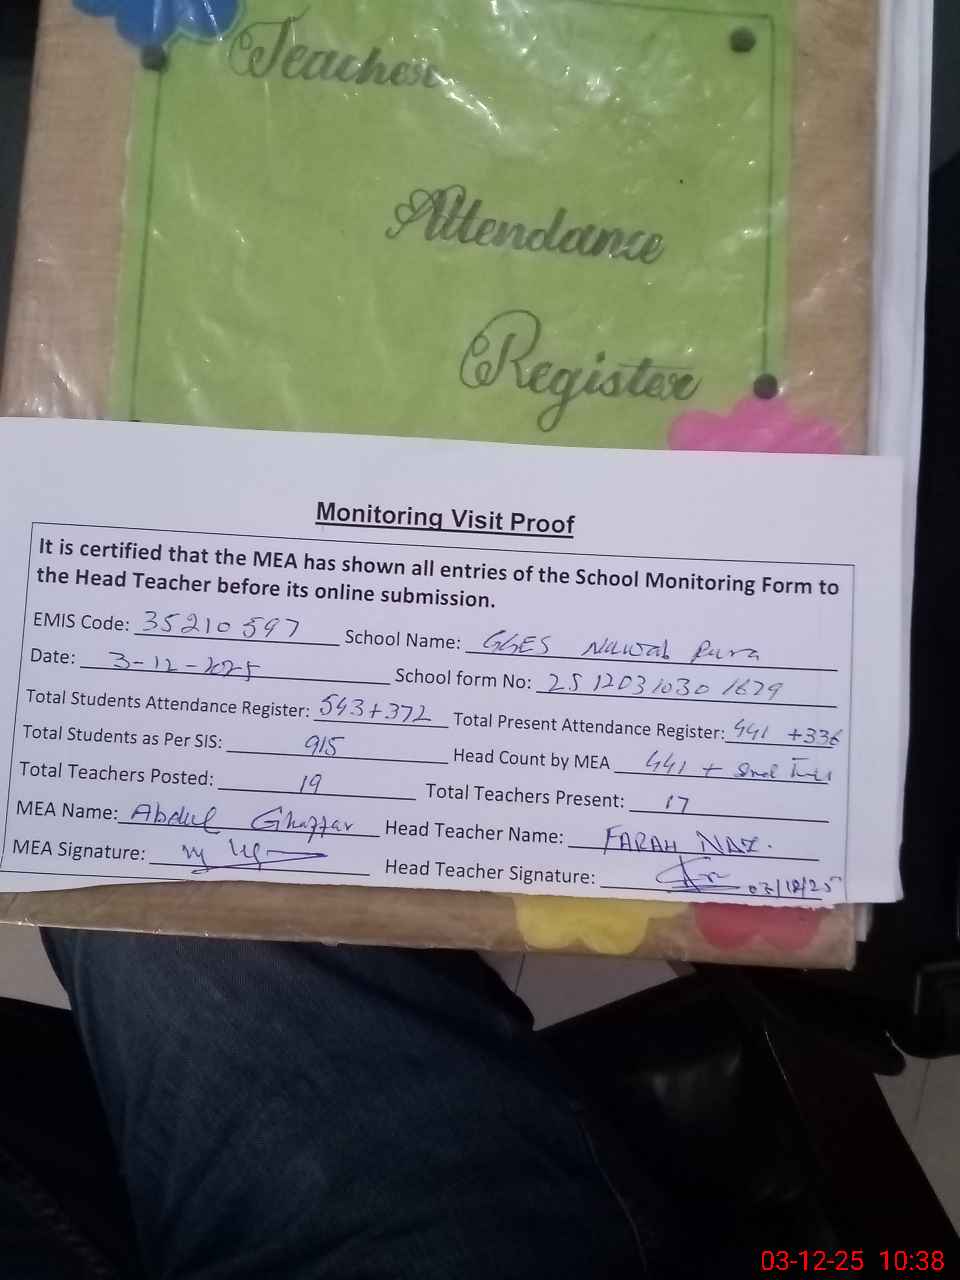 Teacher
Attendance
Register
Monitoring Visit Proof
It is certified that the MEA has shown all entries of the School Monitoring Form to
the Head Teacher before its online submission.
EMIS Code: 35210597 School Name: GGES Nawab Pura
Date: 3-12-2025 School form No: 25120310301679
Total Students Attendance Register: 543+372 Total Present Attendance Register: 441 +336
Total Students as Per SIS: 915 Head Count by MEA 441 +
Total Teachers Posted: 19 Total Teachers Present: 17
MEA Name: Abdul Ghaffar Head Teacher Name: FARAH NAZ.
MEA Signature: Head Teacher Signature: 03/12/25
03-12-25 10:38